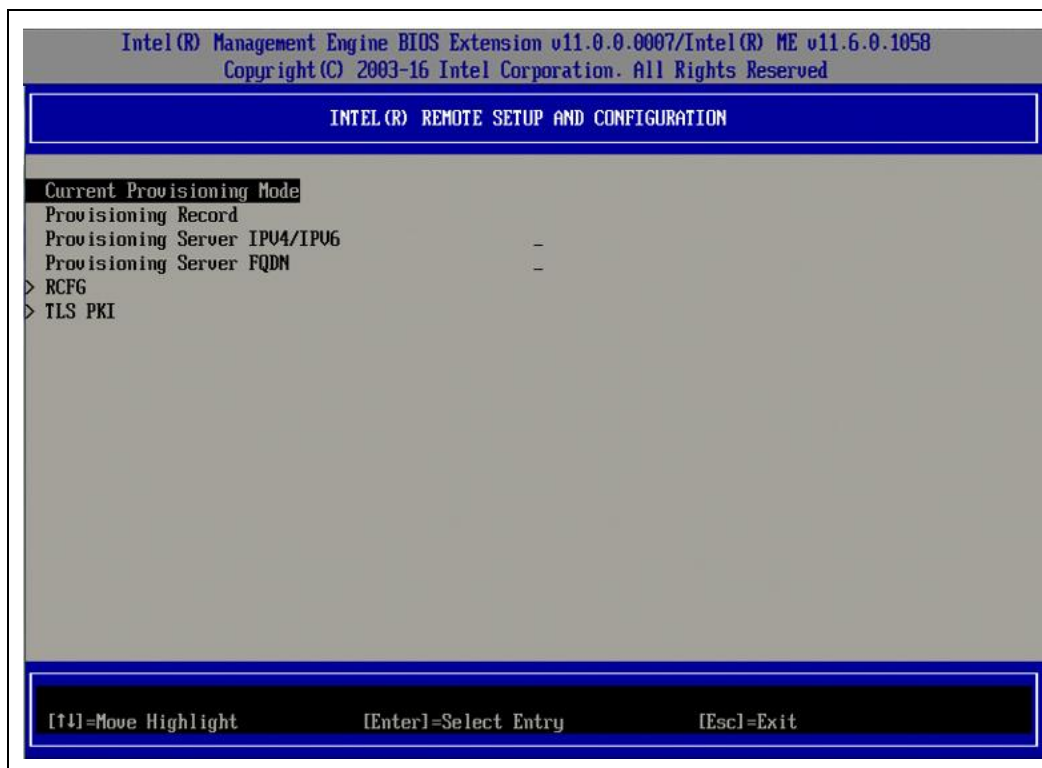 Intel(R) Management Engine BIOS Extension v11.0.0.0007/Intel(R) ME v11.6.0.1058
Copyright(C) 2003-16 Intel Corporation. All Rights Reserved
INTEL(R) REMOTE SETUP AND CONFIGURATION
Current Provisioning Mode
Provisioning Record
Provisioning Server IPV4/IPV6 _
Provisioning Server FQDN _
> RCFG
> TLS PKI
[↑↓]=Move Highlight [Enter]=Select Entry [Esc]=Exit